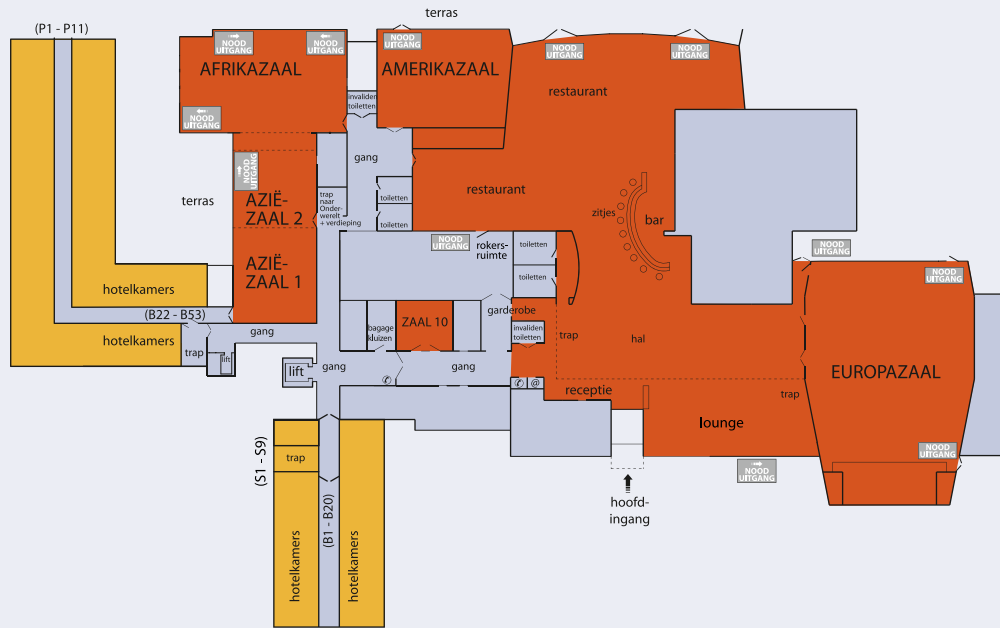 (P1 - P11)
terras
NOOD
UITGANG
NOOD
UITGANG
NOOD
UITGANG
NOOD
UITGANG
NOOD
UITGANG
AFRIKAZAAL
AMERIKAZAAL
restaurant
invaliden
toiletten
NOOD
UITGANG
gang
NOOD
UITGANG
terras
AZIË-
ZAAL 2
trap
naar
Onder-
werelt
+ verdieping
toiletten
toiletten
restaurant
zitjes
bar
NOOD
UITGANG
rokers-
ruimte
toiletten
toiletten
NOOD
UITGANG
NOOD
UITGANG
AZIË-
ZAAL 1
hotelkamers
(B22 - B53)
hotelkamers
gang
trap
lift
bagage
kluizen
ZAAL 10
garderobe
invaliden
toiletten
trap
hal
lift
gang
gang
✆
✆
@
receptie
EUROPAZAAL
trap
lounge
NOOD
UITGANG
NOOD
UITGANG
hoofd-
ingang
(S1 - S9)
trap
(B1 - B20)
hotelkamers
hotelkamers